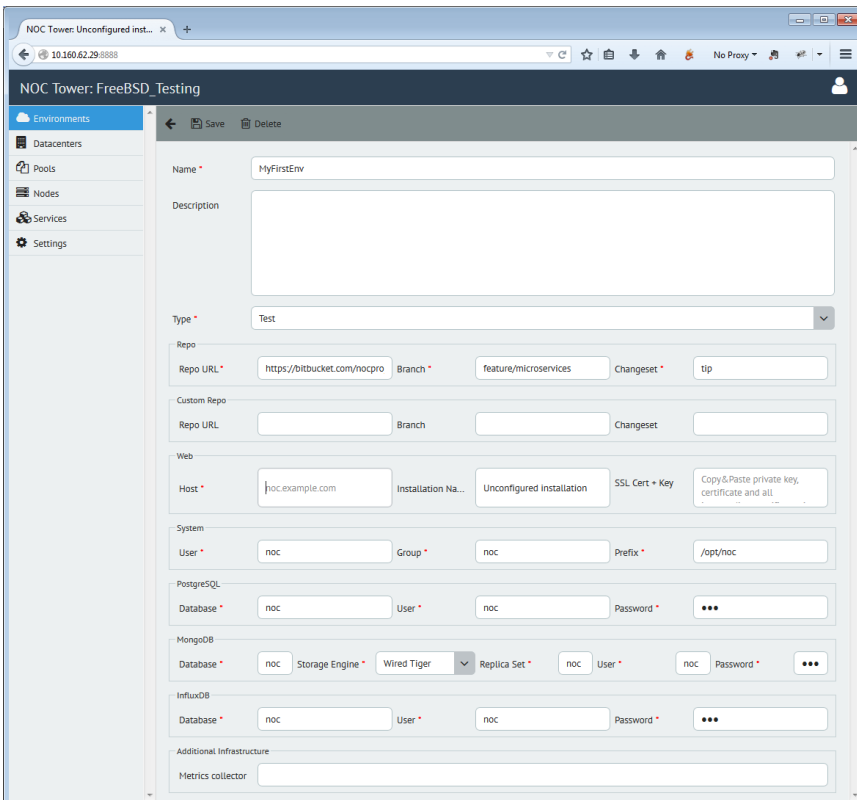 NOC Tower: Unconfigured inst... × +
10.160.62.29:8888 No Proxy
NOC Tower: FreeBSD_Testing
Environments
Datacenters
Pools
Nodes
Services
Settings
Save Delete
Name * MyFirstEnv
Description
Type * Test
Repo
Repo URL * https://bitbucket.com/nocpro Branch * feature/microservices Changeset * tip
Custom Repo
Repo URL Branch Changeset
Web
Host * noc.example.com Installation Na... Unconfigured installation SSL Cert + Key Copy&Paste private key,
certificate and all
System
User * noc Group * noc Prefix * /opt/noc
PostgreSQL
Database * noc User * noc Password * •••
MongoDB
Database * noc Storage Engine * Wired Tiger Replica Set * noc User * noc Password * •••
InfluxDB
Database * noc User * noc Password * •••
Additional Infrastructure
Metrics collector